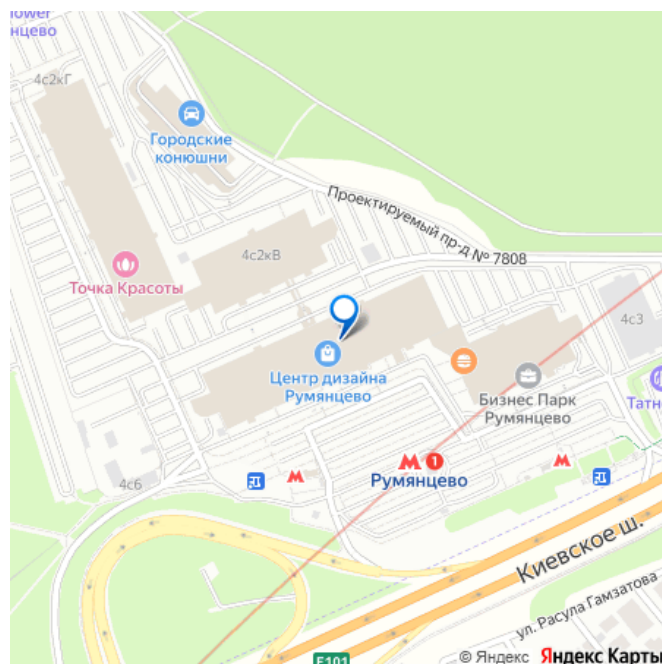 нцево
4с2кГ
Городские
конюшни
Проектируемый пр-д № 7808
4с2кВ
Точка Красоты
4с3
Центр дизайна
Румянцево
Бизнес Парк
Румянцево
Татн
М 1
М
М
Румянцево
4с6
Киевское ш.
ул. Расула Гамзатова
E101
© Яндекс Яндекс Карты